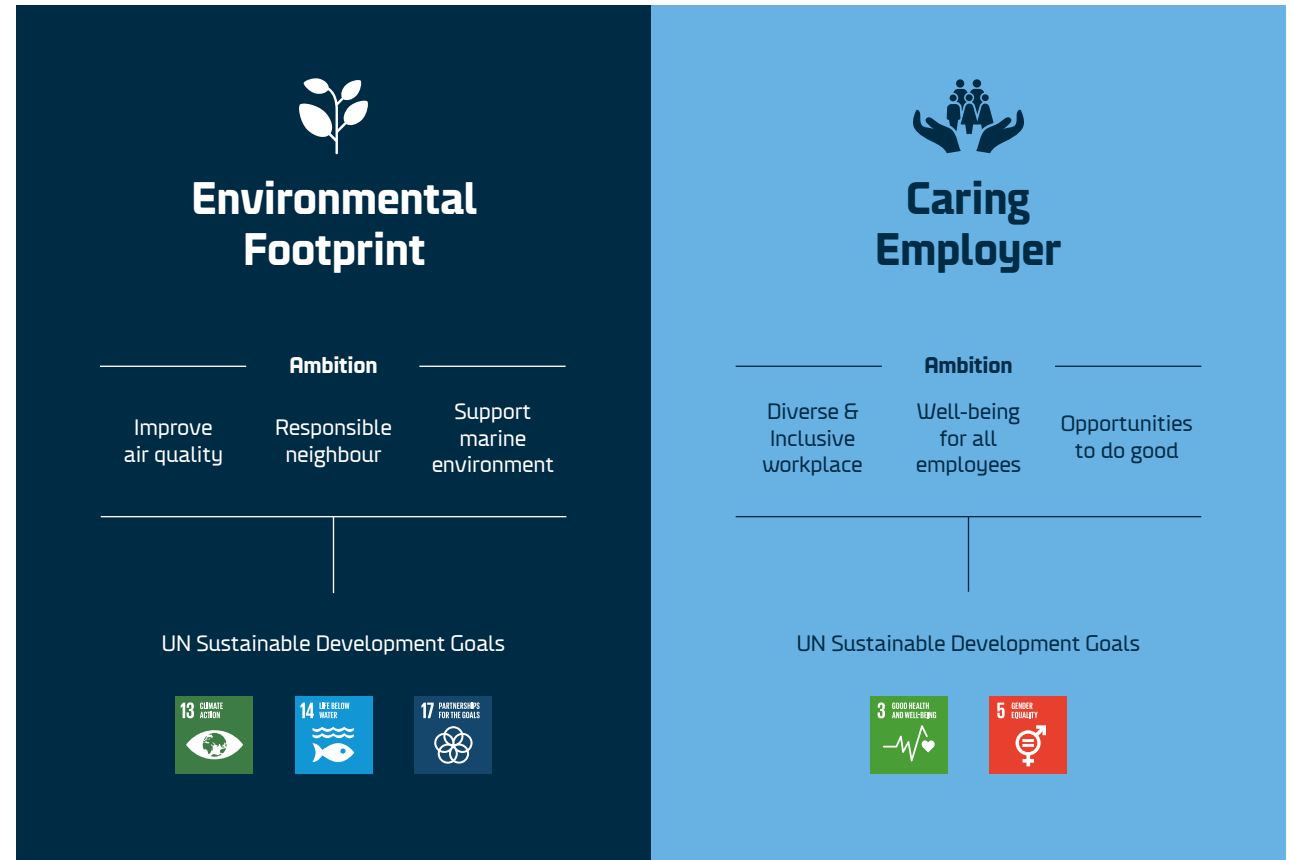 Environmental
Footprint
Ambition
Improve
air quality
Responsible
neighbour
Support
marine
environment
UN Sustainable Development Goals
13 CLIMATE
ACTION
14 LIFE BELOW
WATER
17 PARTNERSHIPS
FOR THE GOALS
Caring
Employer
Ambition
Diverse &
Inclusive
workplace
Well-being
for all
employees
Opportunities
to do good
UN Sustainable Development Goals
3 GOOD HEALTH
AND WELL-BEING
5 GENDER
EQUALITY